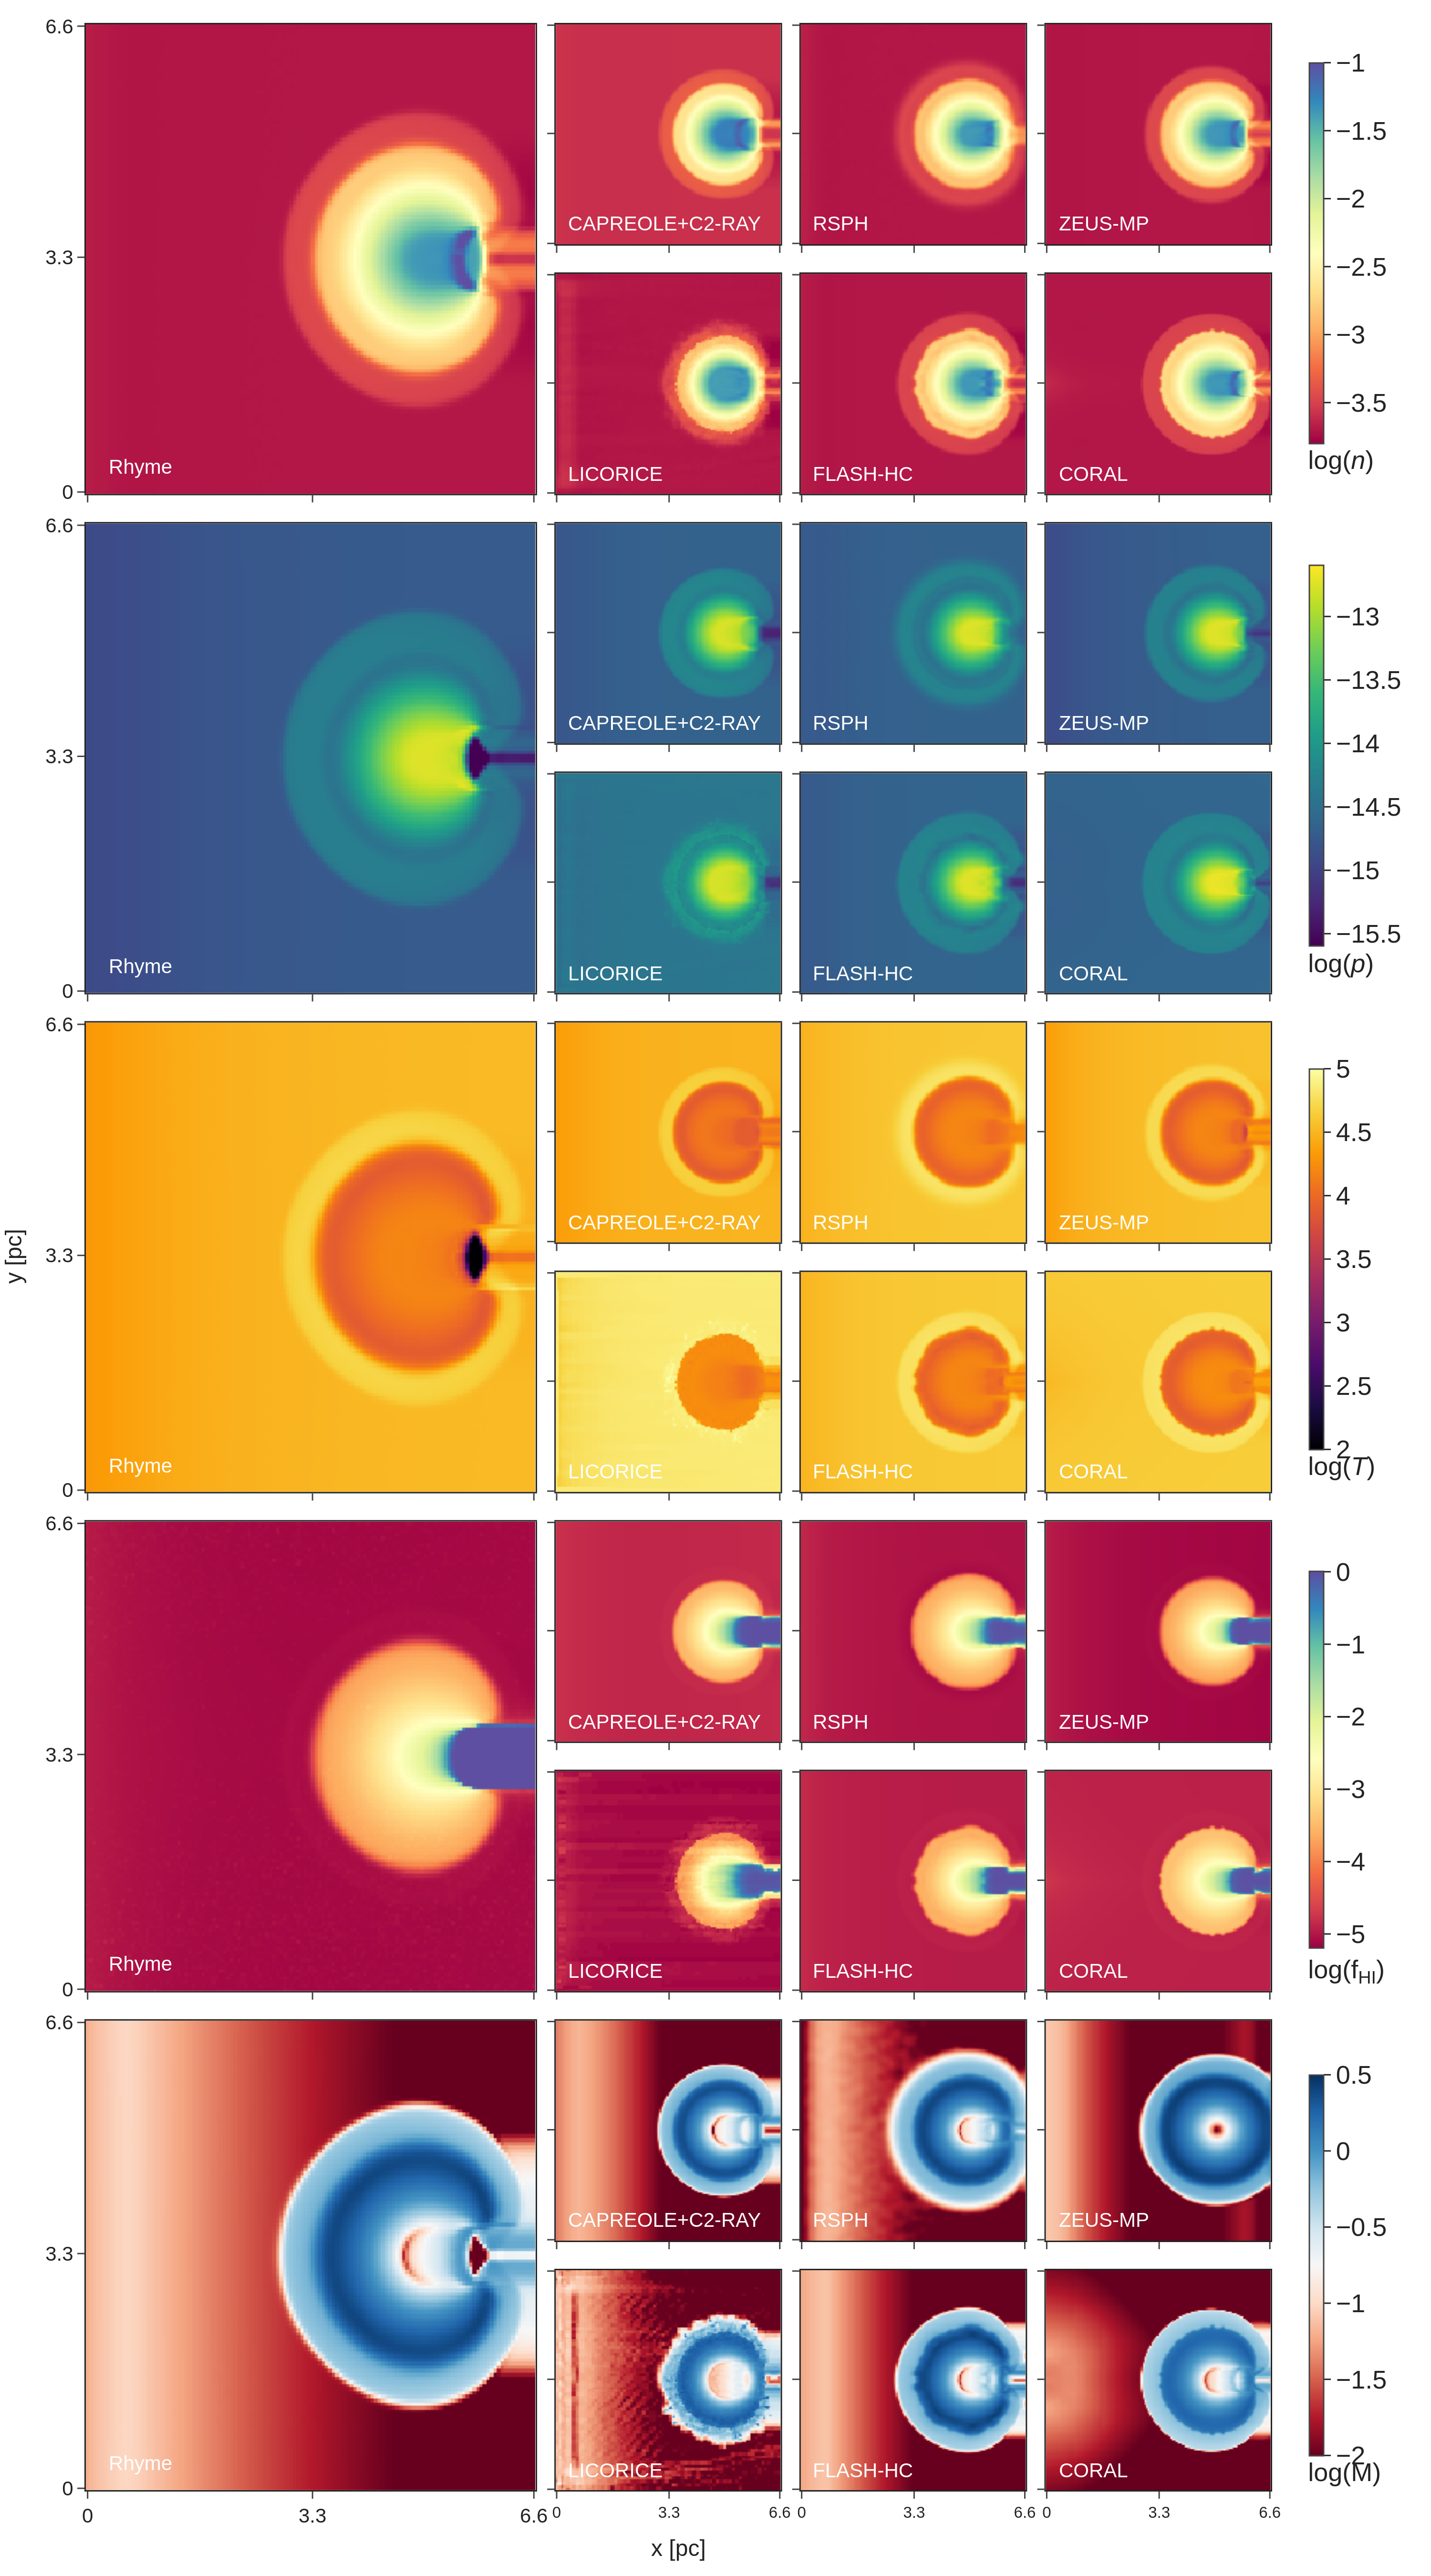 6.6
3.3
0
Rhyme
CAPREOLE+C2-RAY
RSPH
ZEUS-MP
LICORICE
FLASH-HC
CORAL
−1
−1.5
−2
−2.5
−3
−3.5
log(n)
6.6
3.3
0
Rhyme
CAPREOLE+C2-RAY
RSPH
ZEUS-MP
LICORICE
FLASH-HC
CORAL
−13
−13.5
−14
−14.5
−15
−15.5
log(p)
y [pc]
6.6
3.3
0
Rhyme
CAPREOLE+C2-RAY
RSPH
ZEUS-MP
LICORICE
FLASH-HC
CORAL
5
4.5
4
3.5
3
2.5
2
log(T)
6.6
3.3
0
Rhyme
CAPREOLE+C2-RAY
RSPH
ZEUS-MP
LICORICE
FLASH-HC
CORAL
0
−1
−2
−3
−4
−5
log(fHI)
6.6
3.3
0
Rhyme
CAPREOLE+C2-RAY
RSPH
ZEUS-MP
LICORICE
FLASH-HC
CORAL
0.5
0
−0.5
−1
−1.5
−2
log(M)
0 3.3 6.6 0 3.3 6.6 0 3.3 6.6 0 3.3 6.6
x [pc]